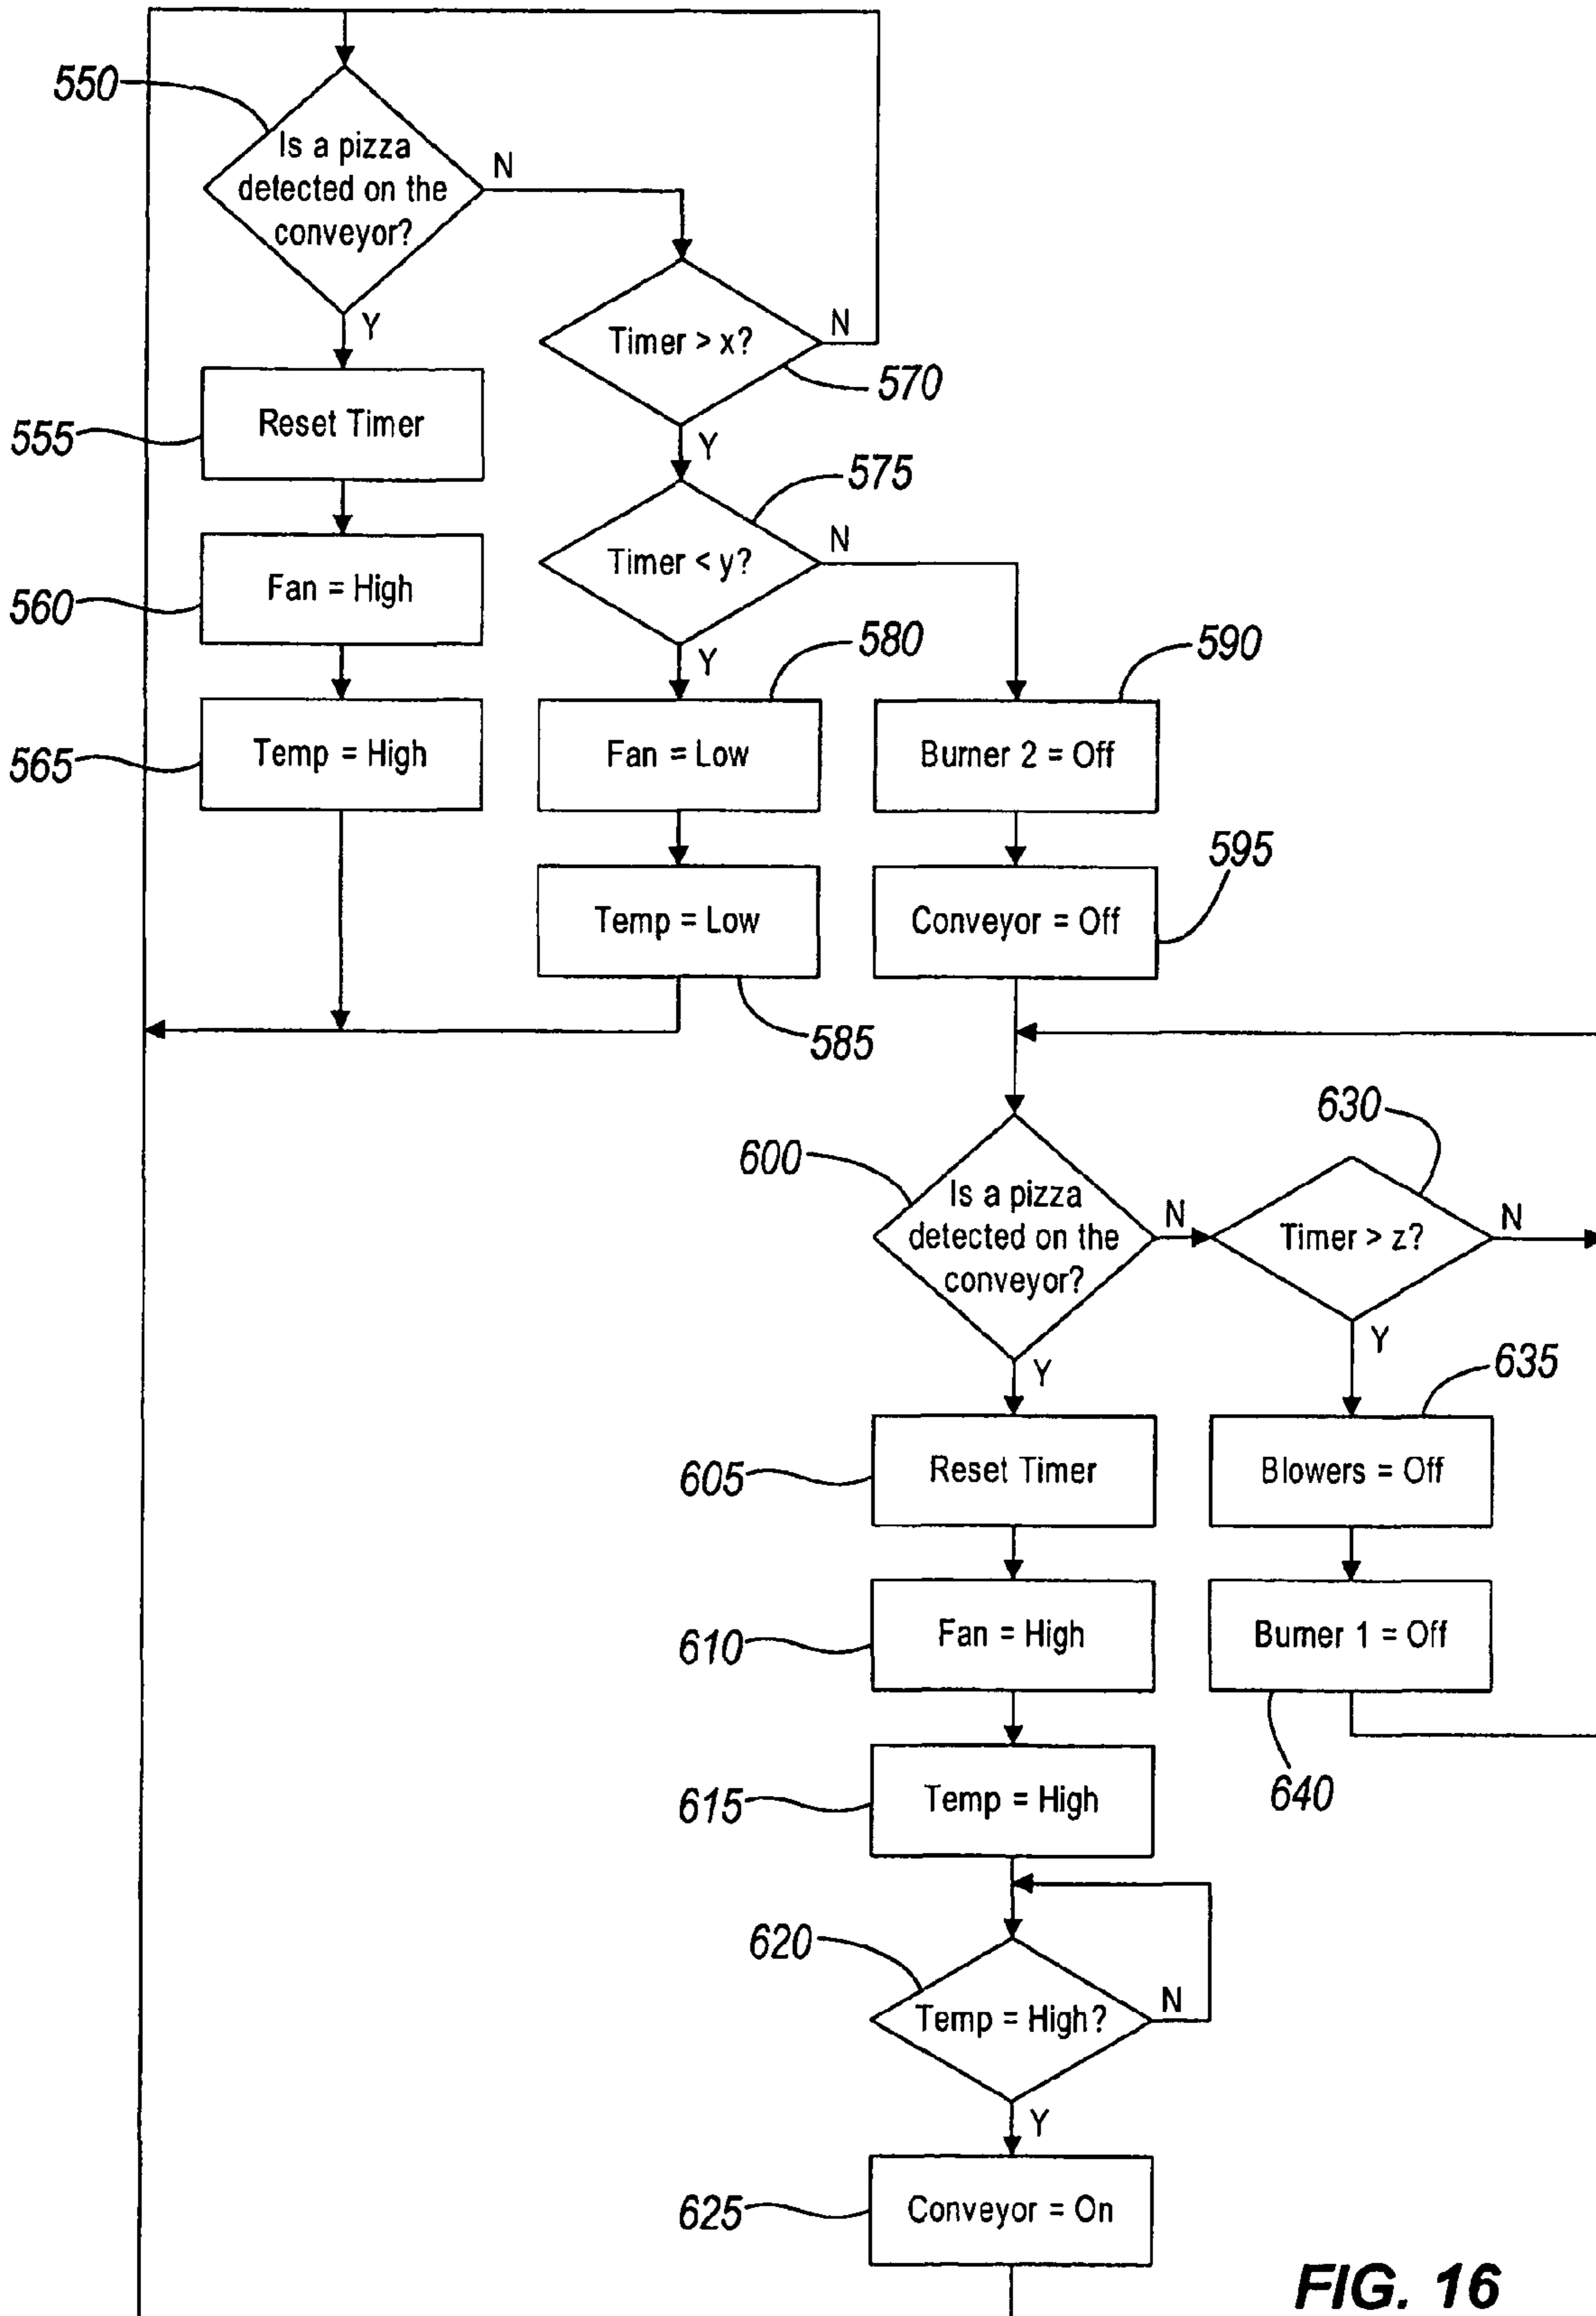 550
Is a pizza
detected on the
conveyor?
N
Y
Timer > x?
N
570
Y
555
Reset Timer
575
Timer < y?
N
Y
560
Fan = High
580
590
565
Temp = High
Fan = Low
Burner 2 = Off
595
Temp = Low
Conveyor = Off
585
630
600
Is a pizza
detected on the
conveyor?
N
Y
Timer > z?
N
Y
635
605
Reset Timer
Blowers = Off
610
Fan = High
Burner 1 = Off
640
615
Temp = High
620
Temp = High?
N
Y
625
Conveyor = On
FIG. 16